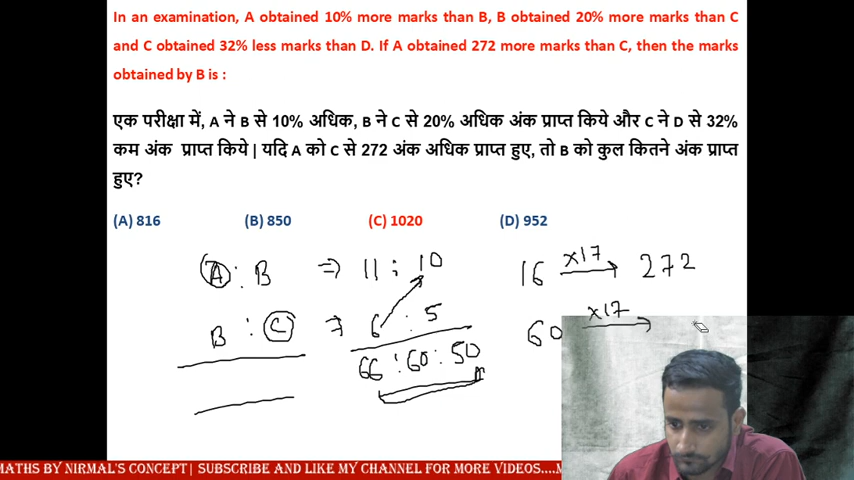 In an examination, A obtained 10% more marks than B, B obtained 20% more marks than C
and C obtained 32% less marks than D. If A obtained 272 more marks than C, then the marks
obtained by B is :
एक परीक्षा में, A ने B से 10% अधिक, B ने C से 20% अधिक अंक प्राप्त किये और C ने D से 32%
कम अंक प्राप्त किये | यदि A को C से 272 अंक अधिक प्राप्त हुए, तो B को कुल कितने अंक प्राप्त
हुए?
(A) 816 (B) 850 (C) 1020 (D) 952
A : B ⇒ 11 : 10 16 ×17 → 272
B : C ⇒ 6 : 5 60 ×17 →
66 : 60 : 50
MATHS BY NIRMAL'S CONCEPT| SUBSCRIBE AND LIKE MY CHANNEL FOR MORE VIDEOS....M